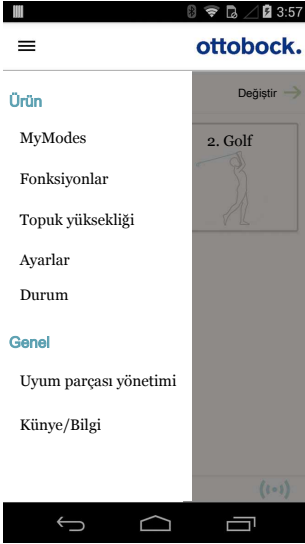 3:57
ottobock.
Ürün
Değiştir
MyModes
2. Golf
Fonksiyonlar
Topuk yüksekliği
Ayarlar
Durum
Genel
Uyum parçası yönetimi
Künye/Bilgi